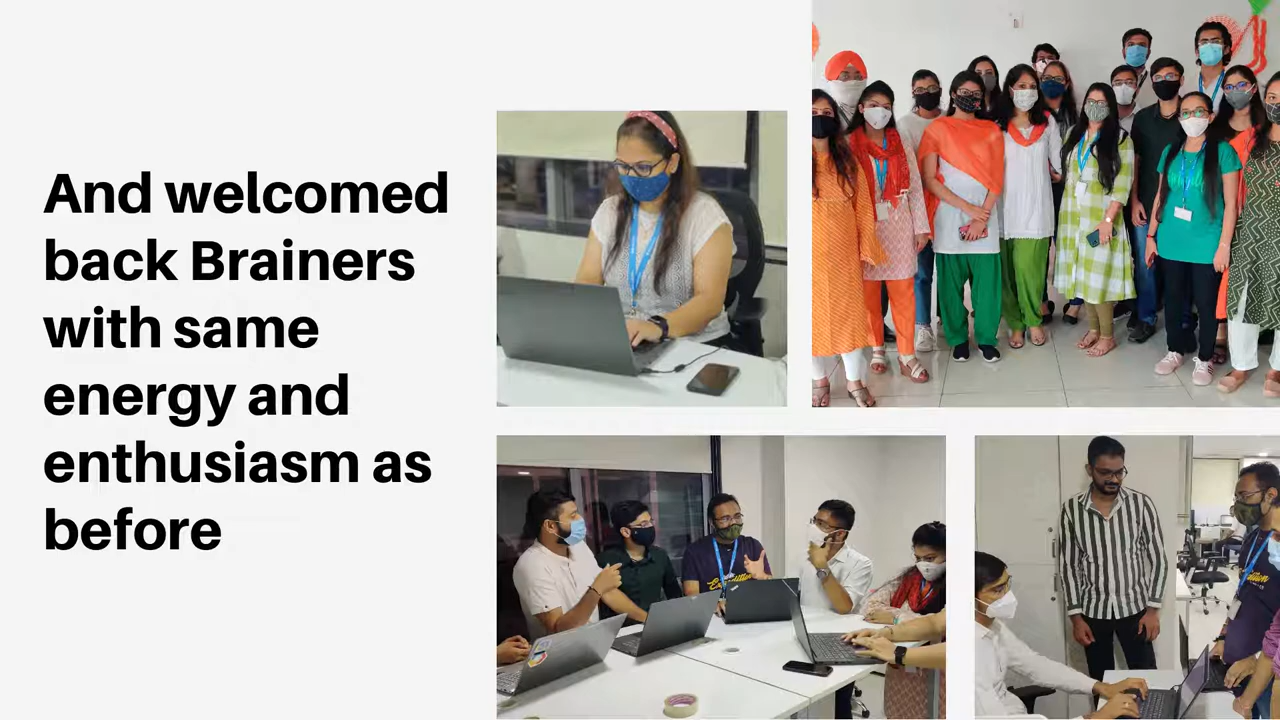 And welcomed
back Brainers
with same
energy and
enthusiasm as
before